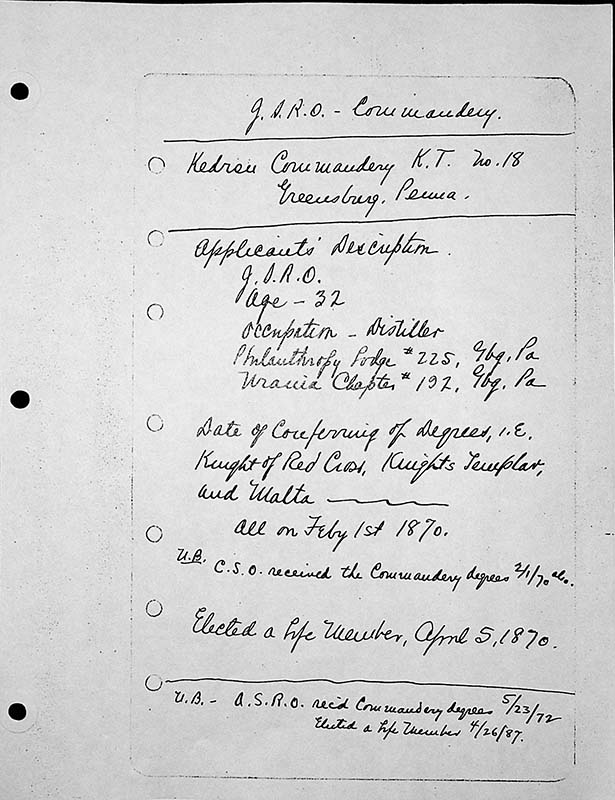 J.S.R.O. - Commandery.
Kedron Commandery K.T. No. 18
Greensburg, Penna.
Applicants' Description.
J.S.R.O.
Age - 32
Occupation - Distiller
Philanthropy Lodge #225, Gbg, Pa
Urania Chapter #192, Gbg, Pa
Date of Conferring of Degrees, i.e.
Knight of Red Cross, Knights Templar,
and Malta
all on Feby 1st 1870.
N.B. C.S.O. received the Commandery degrees 2/1/70 also.
Elected a Life Member, April 5, 1870.
N.B. - A.S.R.O. rec'd Commandery degrees 5/23/72
Elected a Life Member 4/26/87.